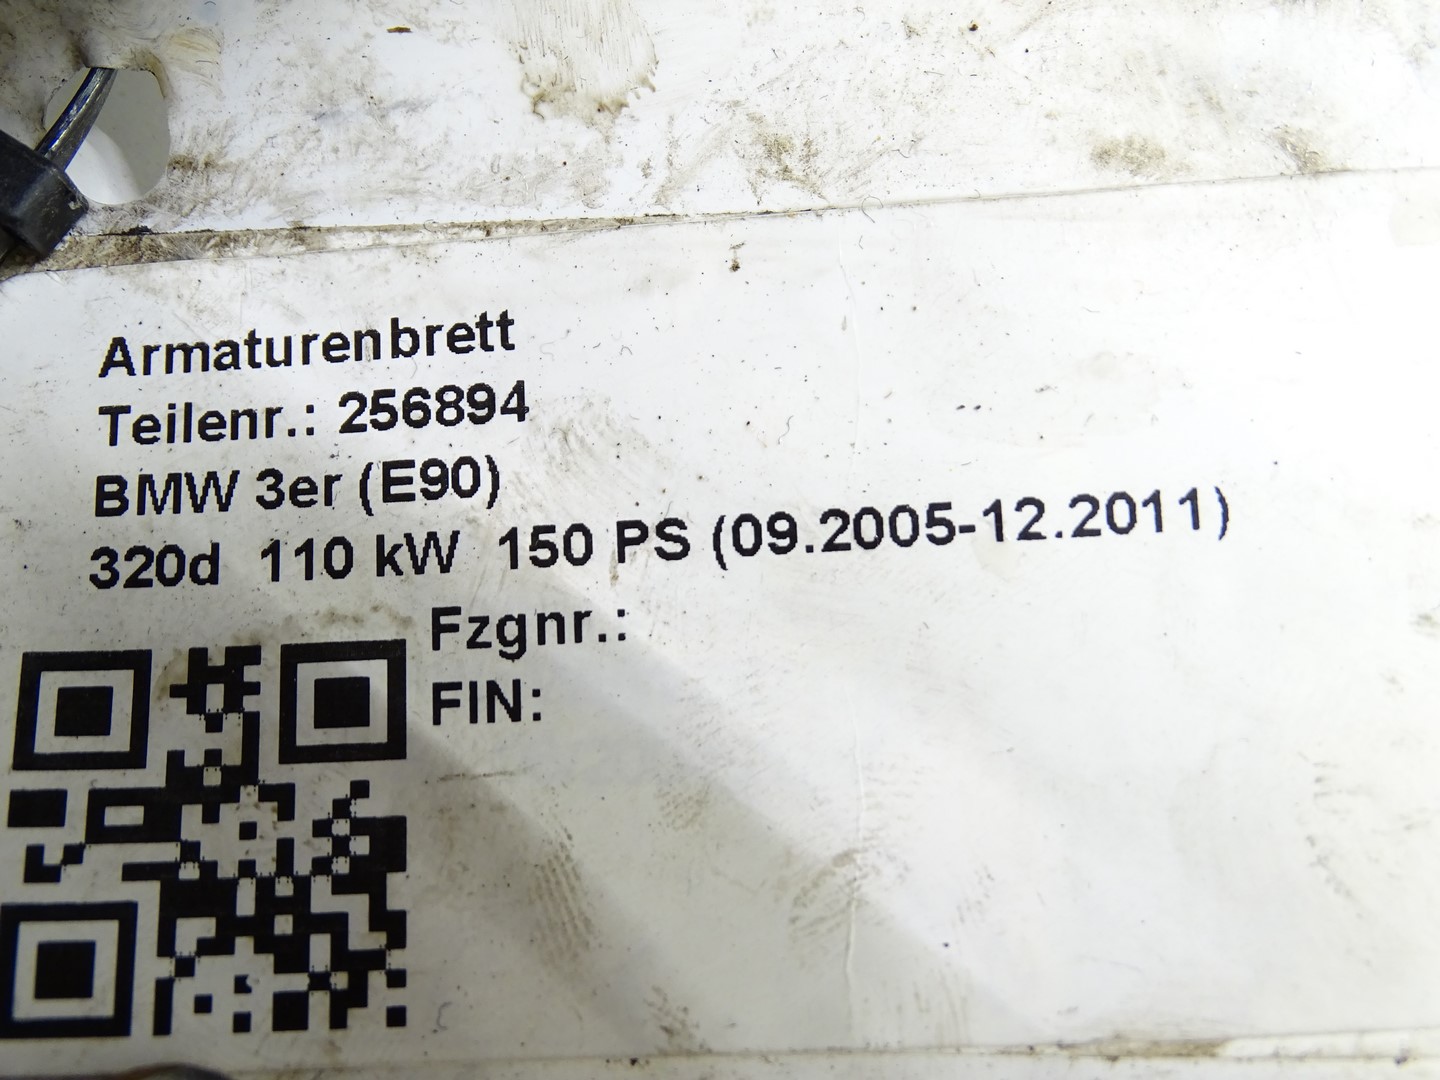 Armaturenbrett
Teilenr.: 256894
BMW 3er (E90)
320d  110 kW  150 PS (09.2005-12.2011)
Fzgnr.:
FIN: